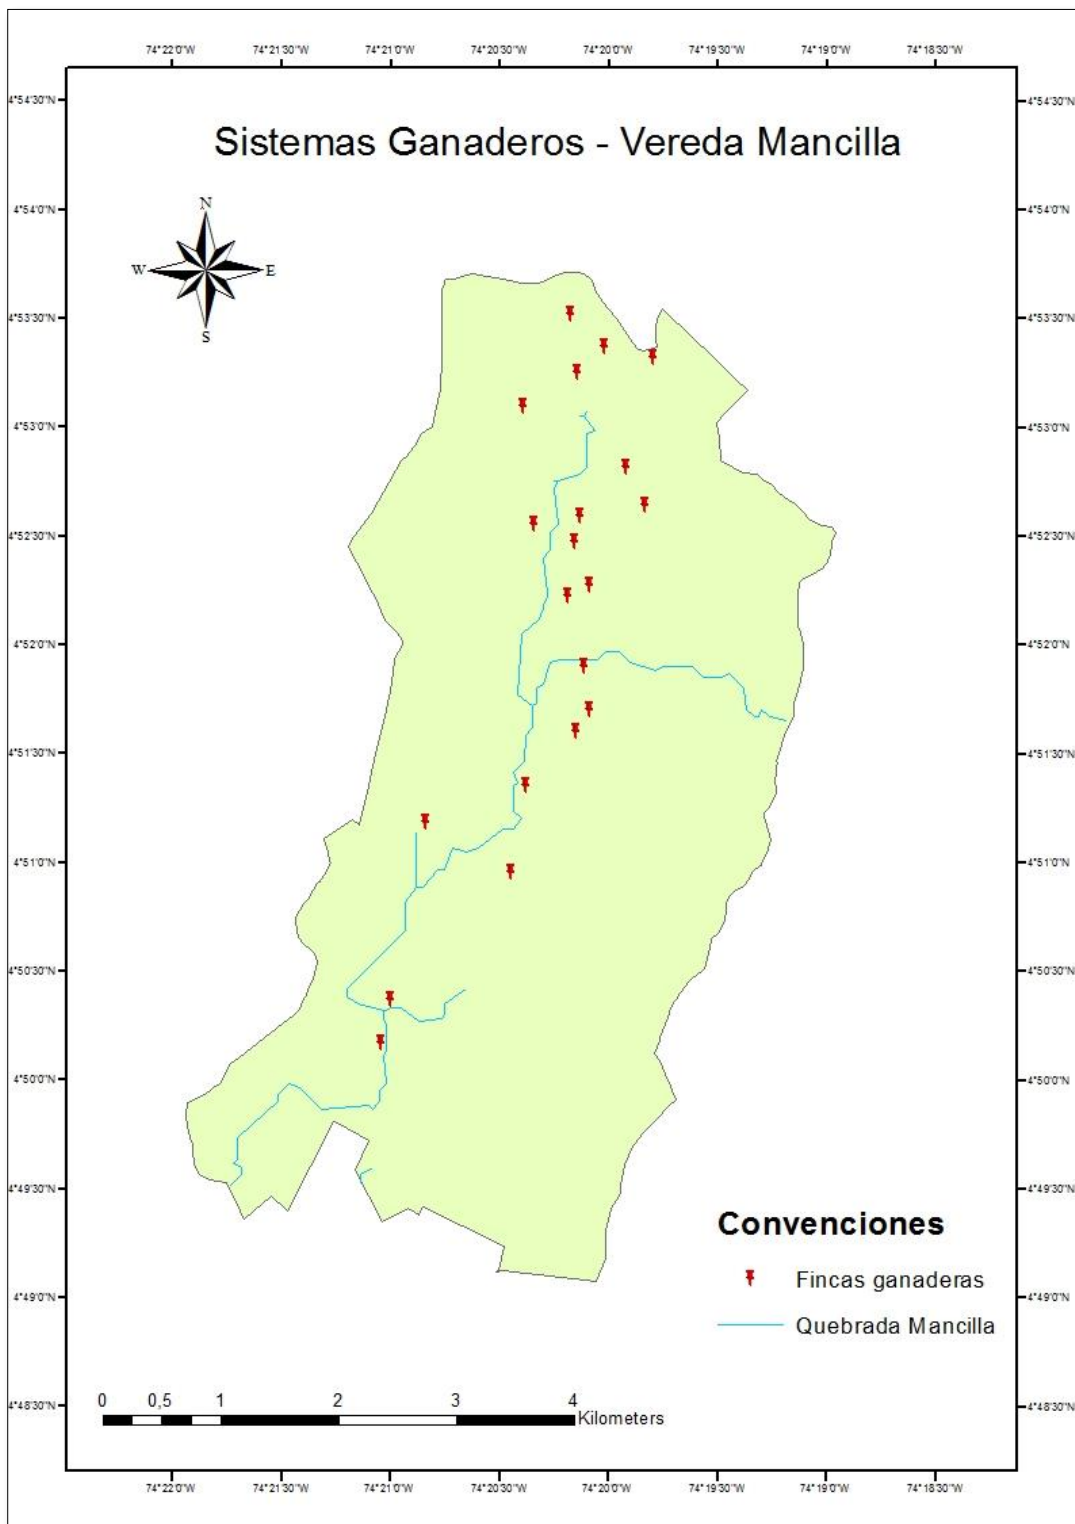 74°22'0"W 74°21'30"W 74°21'0"W 74°20'30"W 74°20'0"W 74°19'30"W 74°19'0"W 74°18'30"W
4°54'30"N 4°54'30"N
Sistemas Ganaderos - Vereda Mancilla
N
4°54'0"N 4°54'0"N
W E
S
4°53'30"N 4°53'30"N
4°53'0"N 4°53'0"N
4°52'30"N 4°52'30"N
4°52'0"N 4°52'0"N
4°51'30"N 4°51'30"N
4°51'0"N 4°51'0"N
4°50'30"N 4°50'30"N
4°50'0"N 4°50'0"N
4°49'30"N 4°49'30"N
Convenciones
Fincas ganaderas
4°49'0"N 4°49'0"N
Quebrada Mancilla
0 0,5 1 2 3 4
Kilometers
4°48'30"N 4°48'30"N
74°22'0"W 74°21'30"W 74°21'0"W 74°20'30"W 74°20'0"W 74°19'30"W 74°19'0"W 74°18'30"W